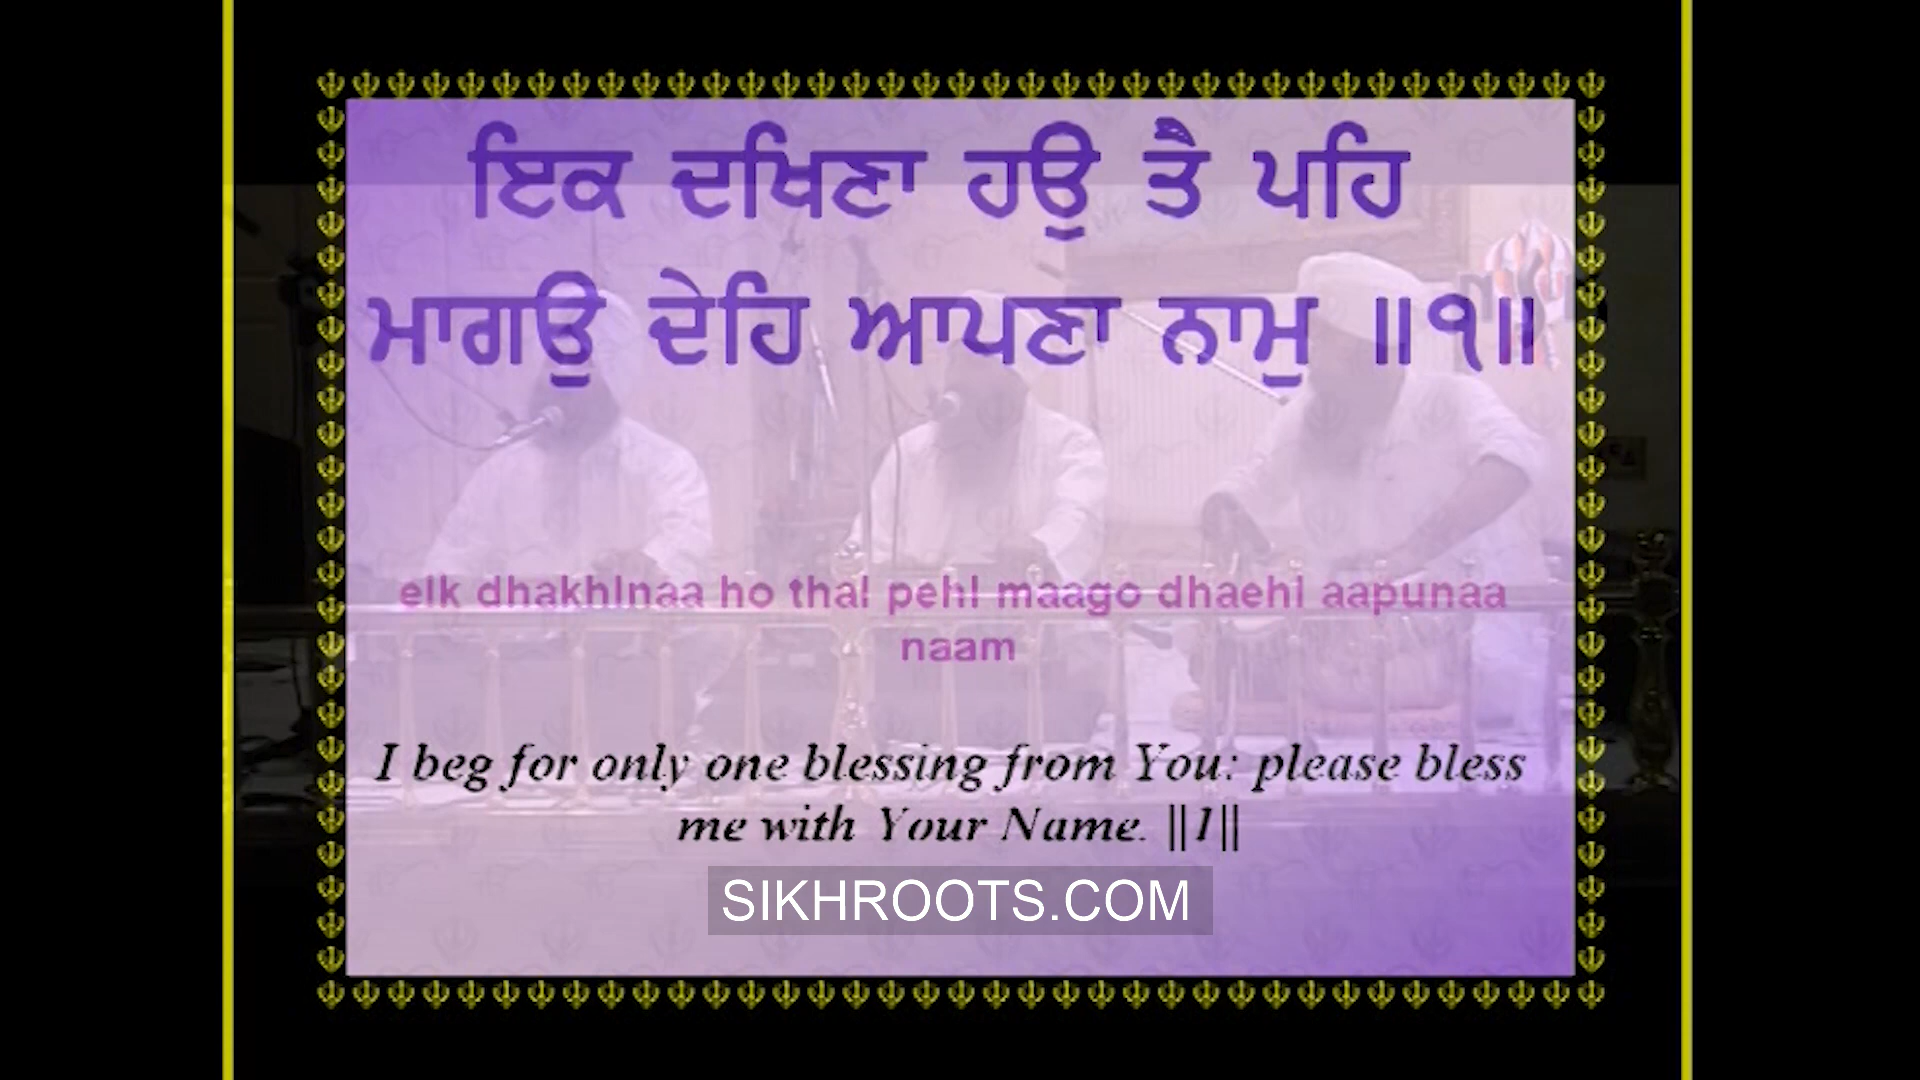 ਇਕ ਦਖਿਣਾ ਹਉ ਤੈ ਪਹਿ
ਮਾਗਉ ਦੇਹਿ ਆਪਣਾ ਨਾਮੁ ॥੧॥
eik dhakhinaa ho thai pehi maago dhaehi aapunaa
naam
I beg for only one blessing from You: please bless
me with Your Name. ||1||
SIKHROOTS.COM